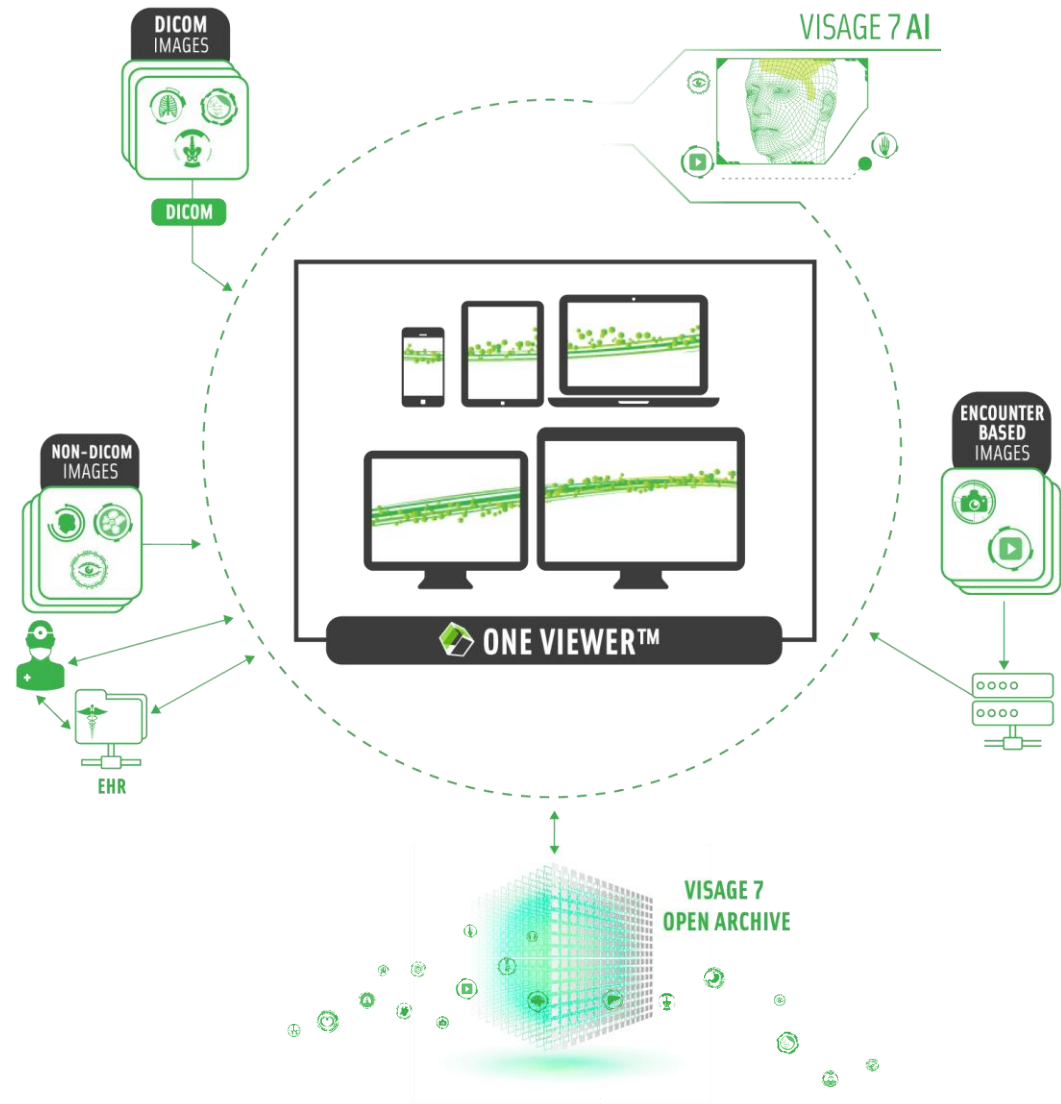 DICOM
IMAGES
DICOM
VISAGE 7 AI
NON-DICOM
IMAGES
ENCOUNTER
BASED
IMAGES
ONE VIEWER™
EHR
VISAGE 7
OPEN ARCHIVE